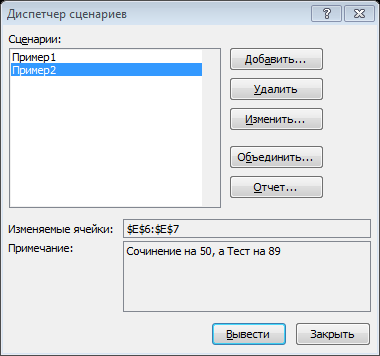 Диспетчер сценариев
Сценарии:
Пример1
Пример2
Добавить...
Удалить
Изменить...
Объединить...
Отчет...
Изменяемые ячейки: $E$6:$E$7
Примечание: Сочинение на 50, а Тест на 89
Вывести Закрыть